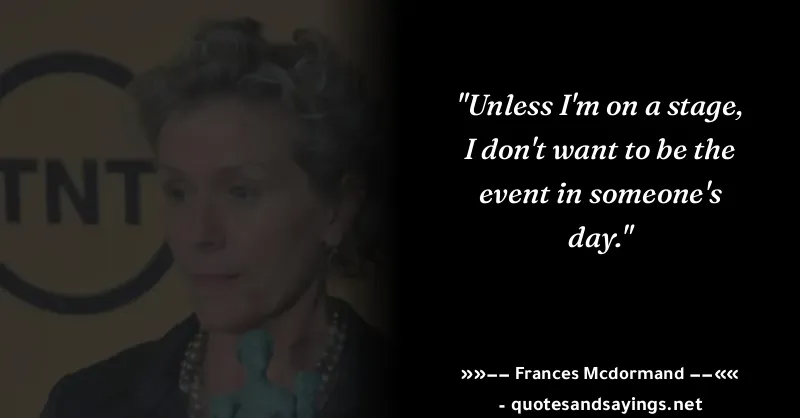 TNT
"Unless I'm on a stage,
I don't want to be the
event in someone's
day."
»»–– Frances Mcdormand ––««
- quotesandsayings.net